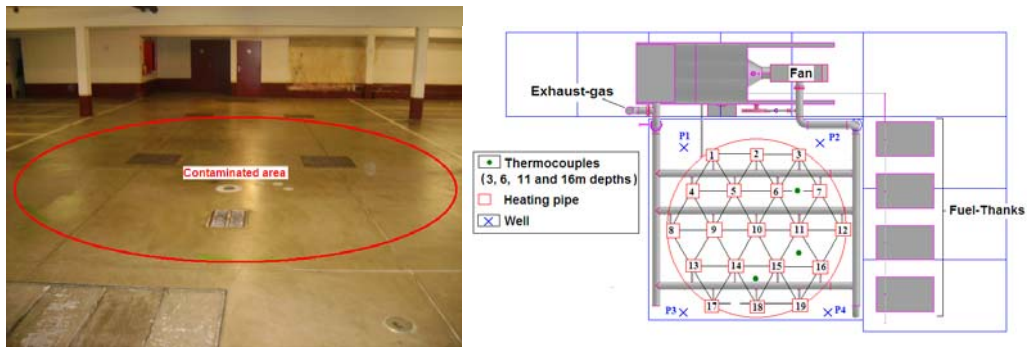 Contaminated area
Fan
Exhaust-gas
P1
P2
Thermocouples
(3, 6, 11 and 16m depths)
Heating pipe
Well
1 2 3
4 5 6 7
8 9 10 11 12
13 14 15 16
17 18 19
P3
P4
Fuel-Thanks